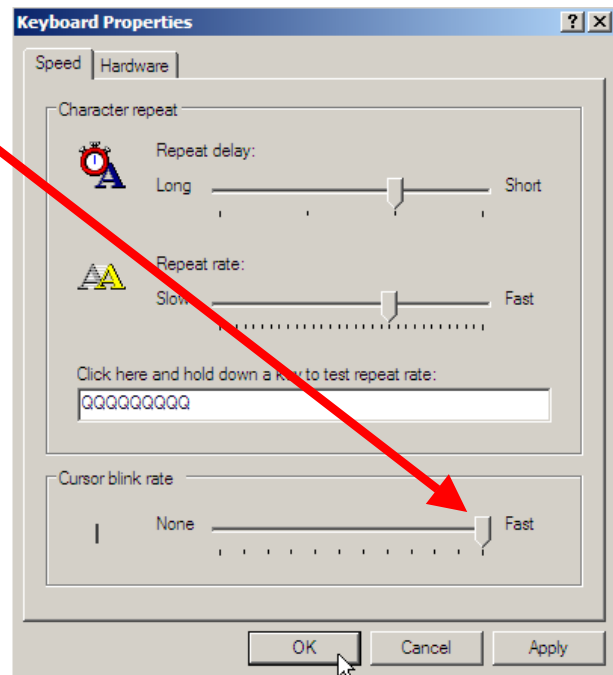 Keyboard Properties
Speed Hardware
Character repeat
Repeat delay:
Long Short
Repeat rate:
Slow Fast
Click here and hold down a key to test repeat rate:
QQQQQQQQQ
Cursor blink rate
None Fast
OK Cancel Apply